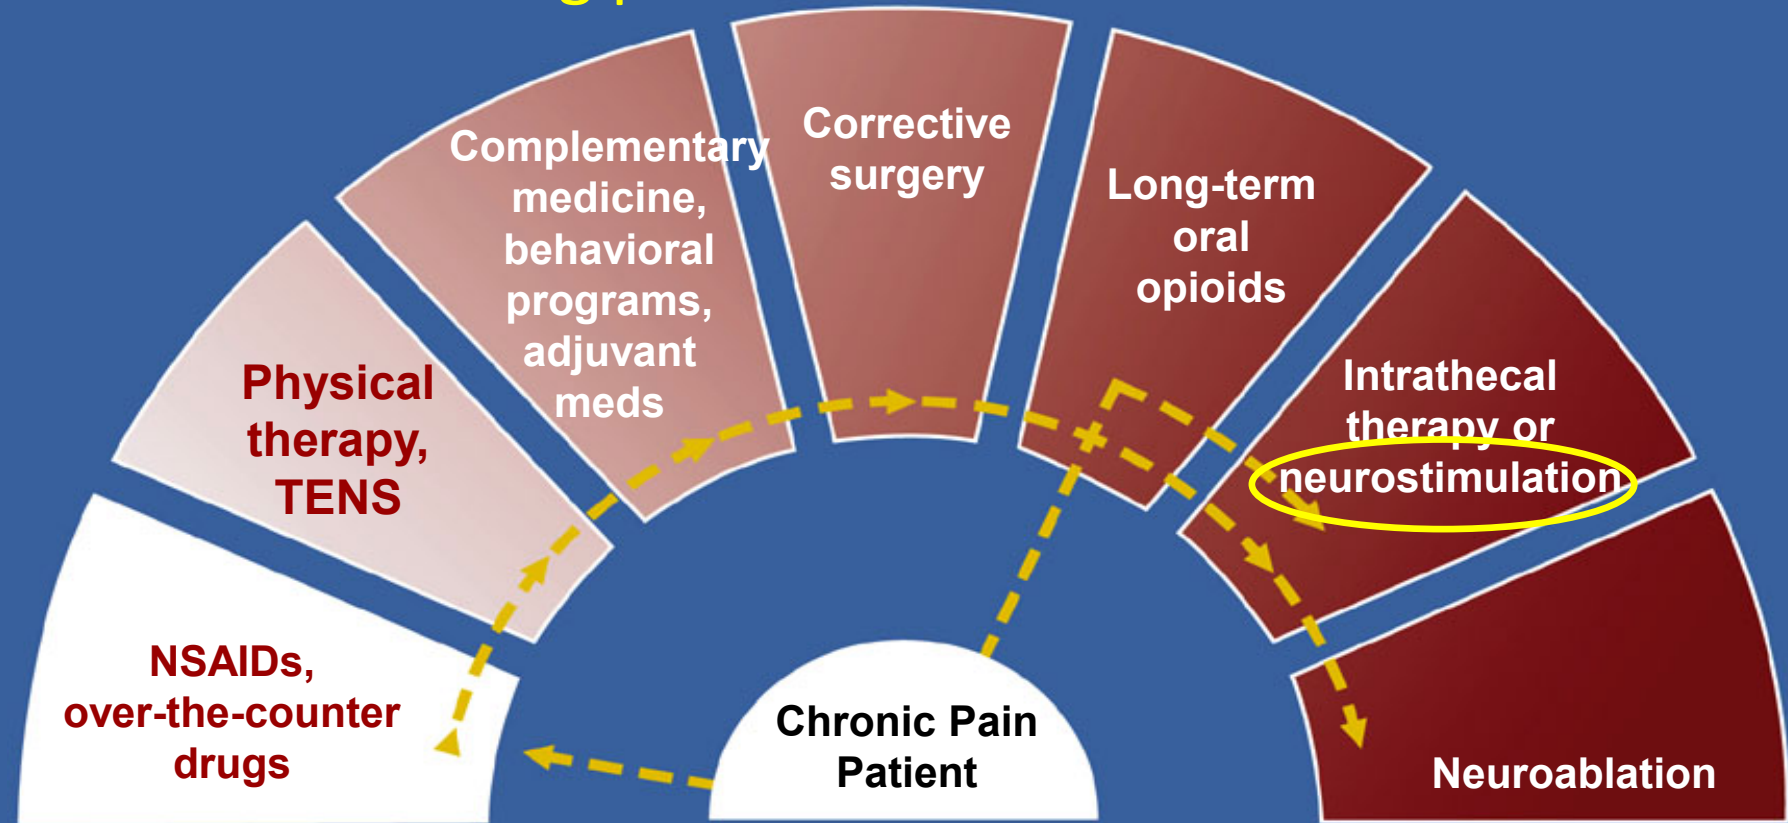 NSAIDs,
over-the-counter
drugs
Physical
therapy,
TENS
Complementary
medicine,
behavioral
programs,
adjuvant
meds
Corrective
surgery
Long-term
oral
opioids
Intrathecal
therapy or
neurostimulation
Neuroablation
Chronic Pain
Patient